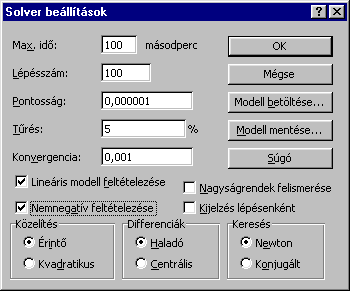 Solver beállítások
Max. idő: 100 másodperc OK
Lépésszám: 100 Mégse
Pontosság: 0,000001 Modell betöltése...
Tűrés: 5 % Modell mentése...
Konvergencia: 0,001 Súgó
Lineáris modell feltételezése Nagyságrendek felismerése
Nemnegatív feltételezése Kijelzés lépésenként
Közelítés Differenciák Keresés
Érintő Haladó Newton
Kvadratikus Centrális Konjugált